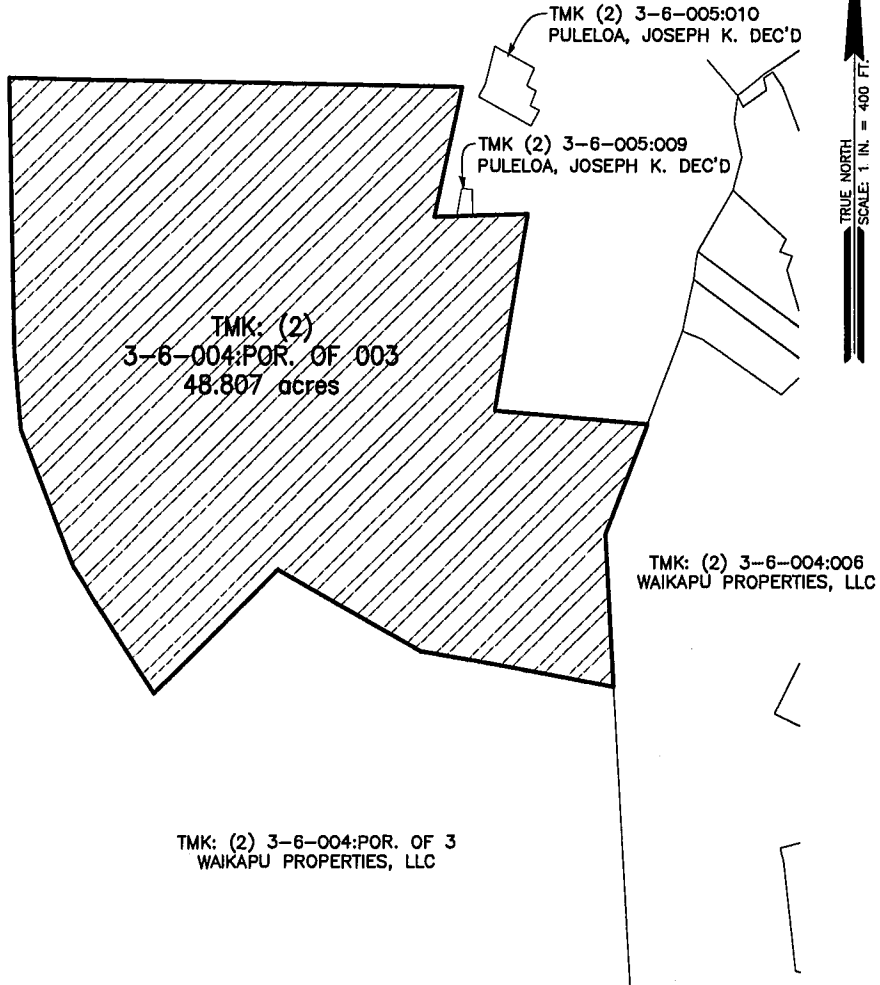 TMK (2) 3-6-005:010
PULELOA, JOSEPH K. DEC'D
TMK (2) 3-6-005:009
PULELOA, JOSEPH K. DEC'D
TRUE NORTH
SCALE: 1 IN. = 400 FT.
TMK: (2)
3-6-004:POR. OF 003
48.807 acres
TMK: (2) 3-6-004:006
WAIKAPU PROPERTIES, LLC
TMK: (2) 3-6-004:POR. OF 3
WAIKAPU PROPERTIES, LLC